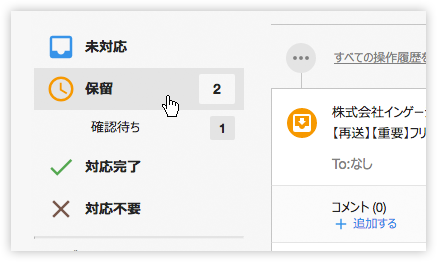 未対応
保留
2
確認待ち
1
対応完了
対応不要
すべての操作履歴を
株式会社インゲー
【再送】【重要】フリ
To:なし
コメント (0)
＋ 追加する